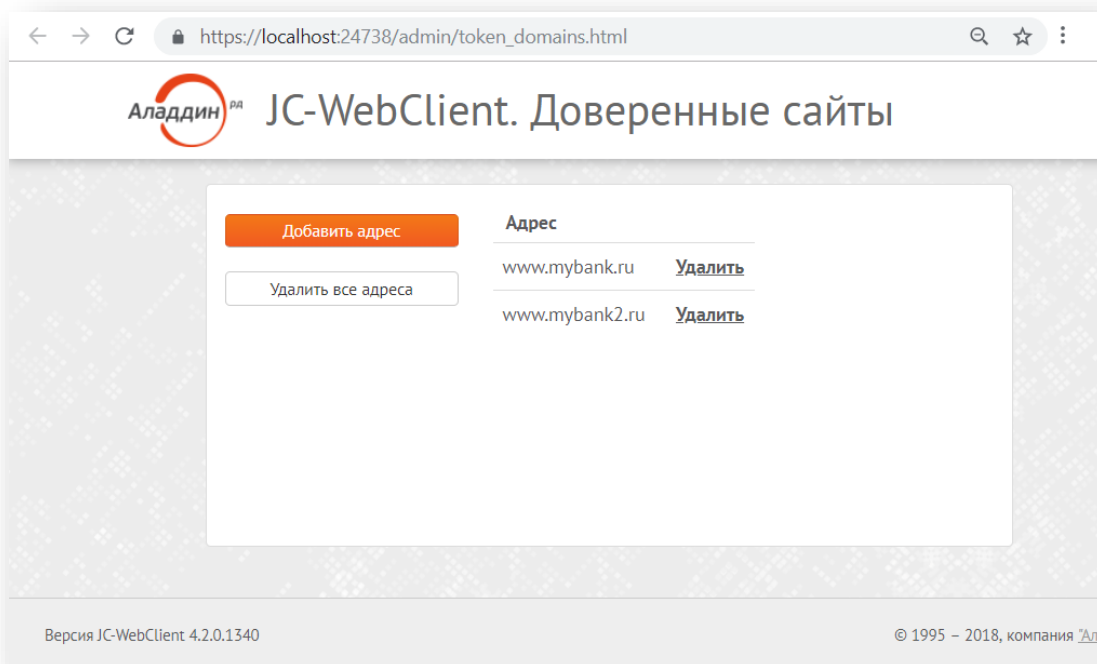 https://localhost:24738/admin/token_domains.html
Аладдин РД
JC-WebClient. Доверенные сайты
Добавить адрес
Удалить все адреса
Адрес
www.mybank.ru Удалить
www.mybank2.ru Удалить
Версия JC-WebClient 4.2.0.1340
© 1995 – 2018, компания "Ал